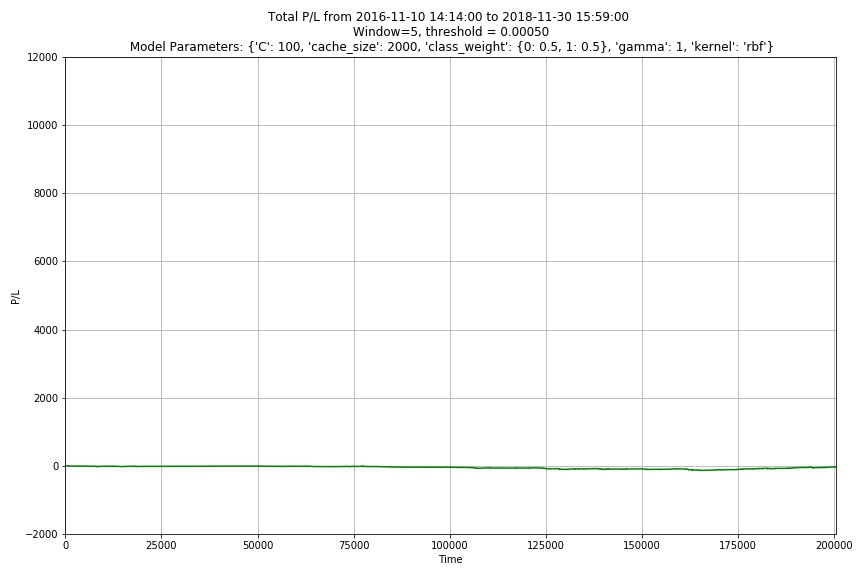 Total P/L from 2016-11-10 14:14:00 to 2018-11-30 15:59:00
Window=5, threshold = 0.00050
Model Parameters: {'C': 100, 'cache_size': 2000, 'class_weight': {0: 0.5, 1: 0.5}, 'gamma': 1, 'kernel': 'rbf'}
12000
10000
8000
6000
4000
2000
0
−2000
P/L
0 25000 50000 75000 100000 125000 150000 175000 200000
Time